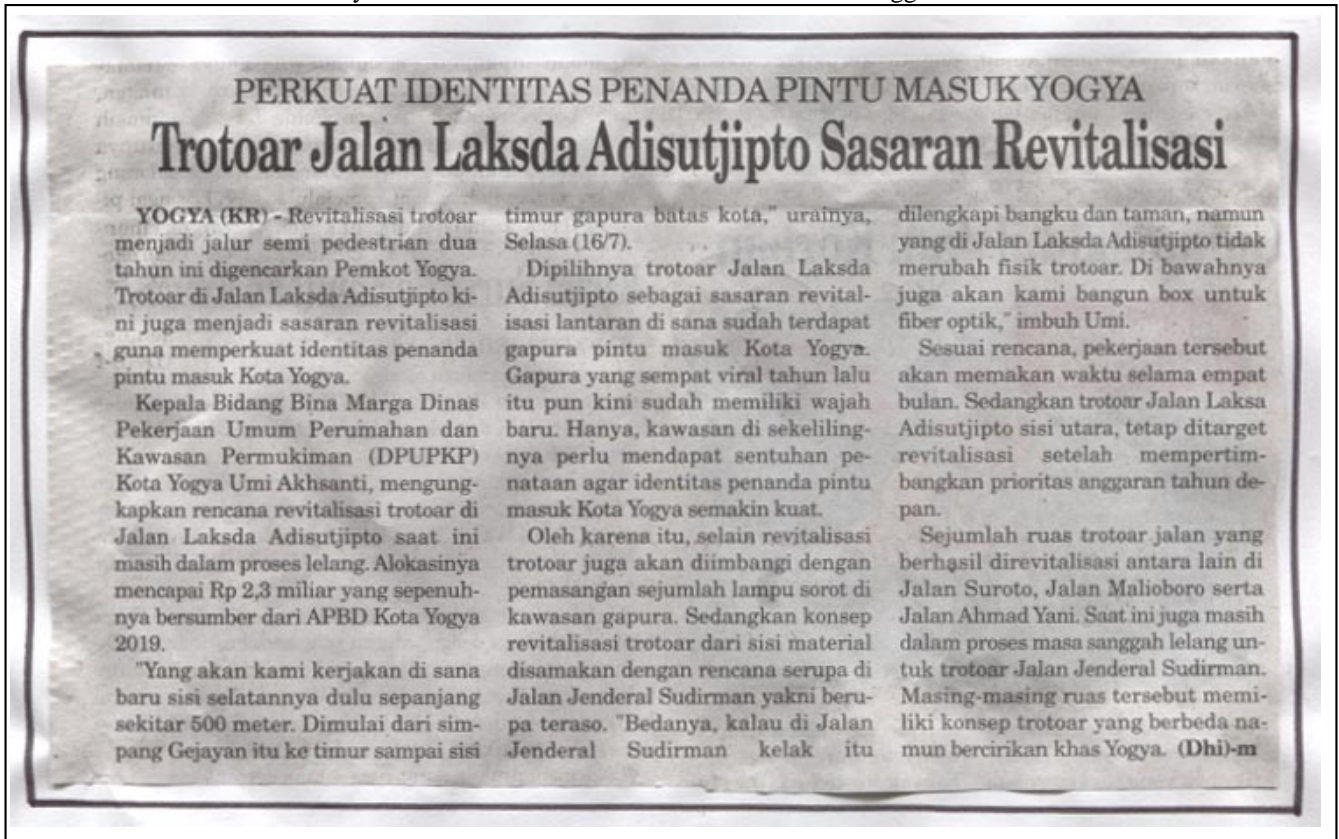 PERKUAT IDENTITAS PENANDA PINTU MASUK YOGYA
Trotoar Jalan Laksda Adisutjipto Sasaran Revitalisasi
YOGYA (KR) - Revitalisasi trotoar
menjadi jalur semi pedestrian dua
tahun ini digencarkan Pemkot Yogya.
Trotoar di Jalan Laksda Adisutjipto ki-
ni juga menjadi sasaran revitalisasi
guna memperkuat identitas penanda
pintu masuk Kota Yogya.
Kepala Bidang Bina Marga Dinas
Pekerjaan Umum Perumahan dan
Kawasan Permukiman (DPUPKP)
Kota Yogya Umi Akhsanti, mengung-
kapkan rencana revitalisasi trotoar di
Jalan Laksda Adisutjipto saat ini
masih dalam proses lelang. Alokasinya
mencapai Rp 2,3 miliar yang sepenuh-
nya bersumber dari APBD Kota Yogya
2019.
"Yang akan kami kerjakan di sana
baru sisi selatannya dulu sepanjang
sekitar 500 meter. Dimulai dari sim-
pang Gejayan itu ke timur sampai sisi
timur gapura batas kota," urainya,
Selasa (16/7).
Dipilihnya trotoar Jalan Laksda
Adisutjipto sebagai sasaran revital-
isasi lantaran di sana sudah terdapat
gapura pintu masuk Kota Yogya.
Gapura yang sempat viral tahun lalu
itu pun kini sudah memiliki wajah
baru. Hanya, kawasan di sekeliling-
nya perlu mendapat sentuhan pe-
nataan agar identitas penanda pintu
masuk Kota Yogya semakin kuat.
Oleh karena itu, selain revitalisasi
trotoar juga akan diimbangi dengan
pemasangan sejumlah lampu sorot di
kawasan gapura. Sedangkan konsep
revitalisasi trotoar dari sisi material
disamakan dengan rencana serupa di
Jalan Jenderal Sudirman yakni beru-
pa teraso. "Bedanya, kalau di Jalan
Jenderal Sudirman kelak itu
dilengkapi bangku dan taman, namun
yang di Jalan Laksda Adisutjipto tidak
merubah fisik trotoar. Di bawahnya
juga akan kami bangun box untuk
fiber optik," imbuh Umi.
Sesuai rencana, pekerjaan tersebut
akan memakan waktu selama empat
bulan. Sedangkan trotoar Jalan Laksa
Adisutjipto sisi utara, tetap ditarget
revitalisasi setelah mempertim-
bangkan prioritas anggaran tahun de-
pan.
Sejumlah ruas trotoar jalan yang
berhasil direvitalisasi antara lain di
Jalan Suroto, Jalan Malioboro serta
Jalan Ahmad Yani. Saat ini juga masih
dalam proses masa sanggah lelang un-
tuk trotoar Jalan Jenderal Sudirman.
Masing-masing ruas tersebut memi-
liki konsep trotoar yang berbeda na-
mun bercirikan khas Yogya. (Dhi)-m